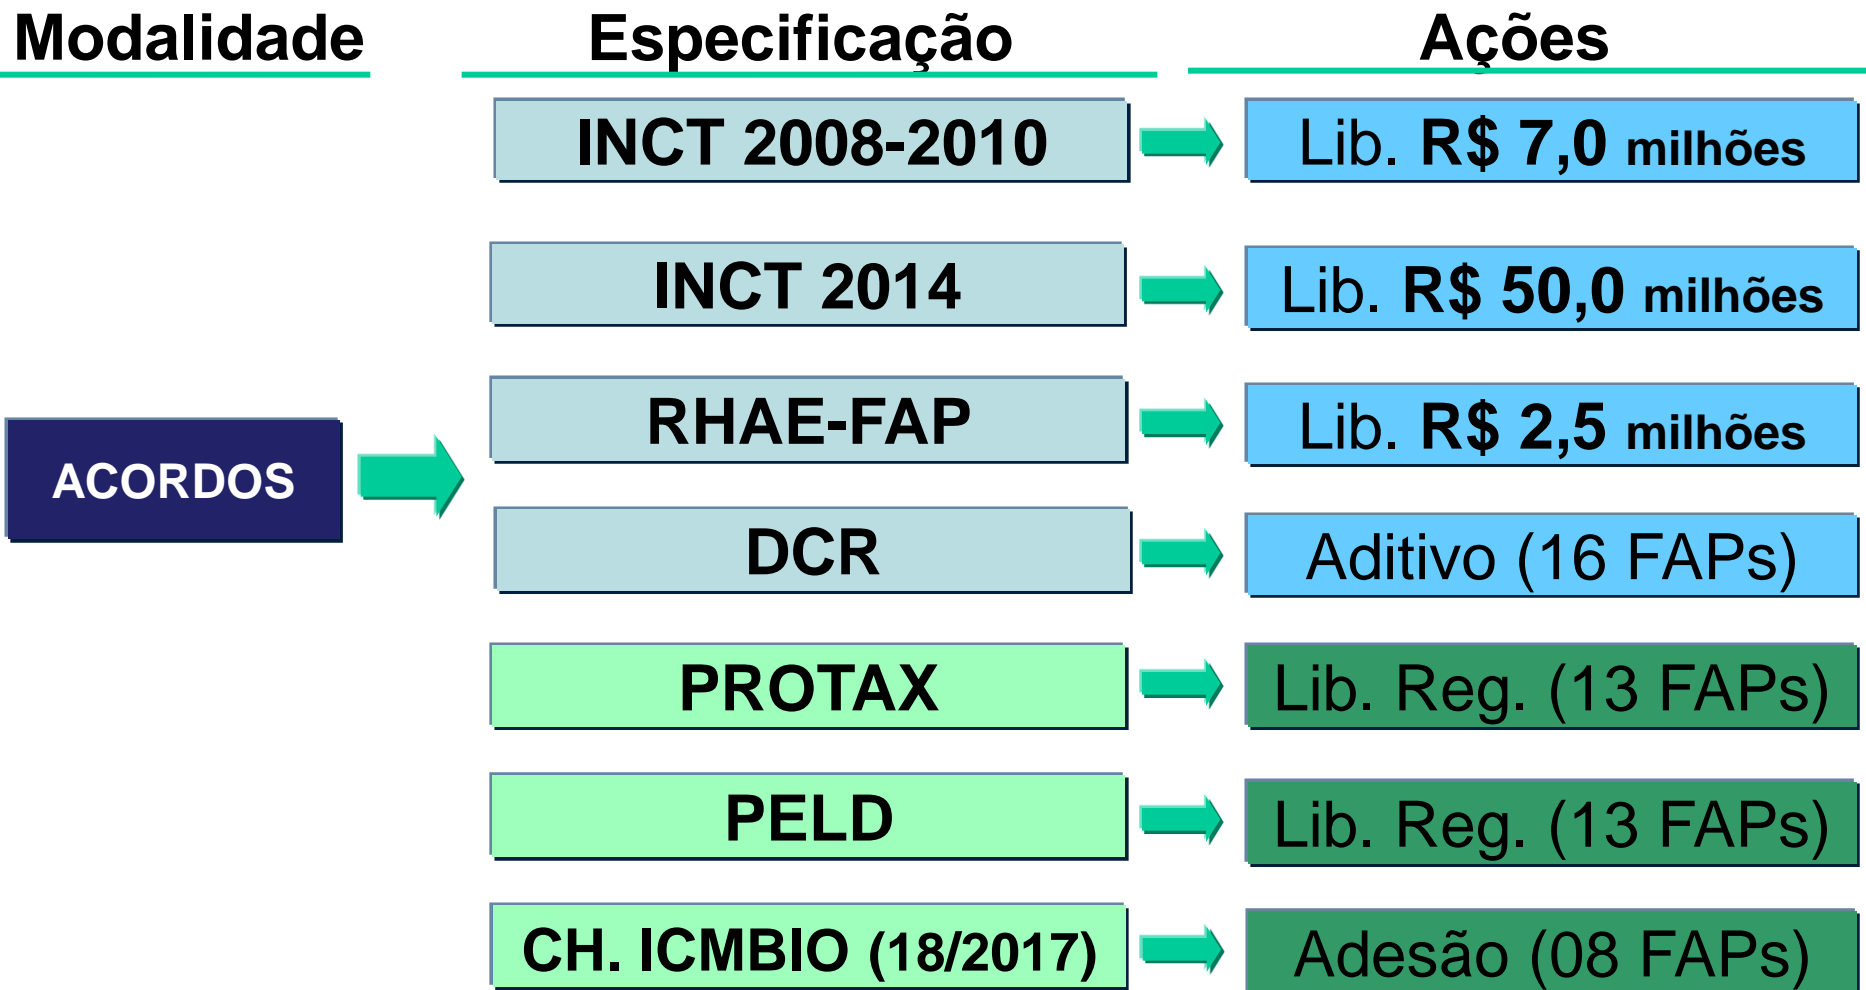 Modalidade Especificação Ações
INCT 2008-2010 Lib. R$ 7,0 milhões
INCT 2014 Lib. R$ 50,0 milhões
RHAE-FAP Lib. R$ 2,5 milhões
ACORDOS
DCR Aditivo (16 FAPs)
PROTAX Lib. Reg. (13 FAPs)
PELD Lib. Reg. (13 FAPs)
CH. ICMBIO (18/2017) Adesão (08 FAPs)